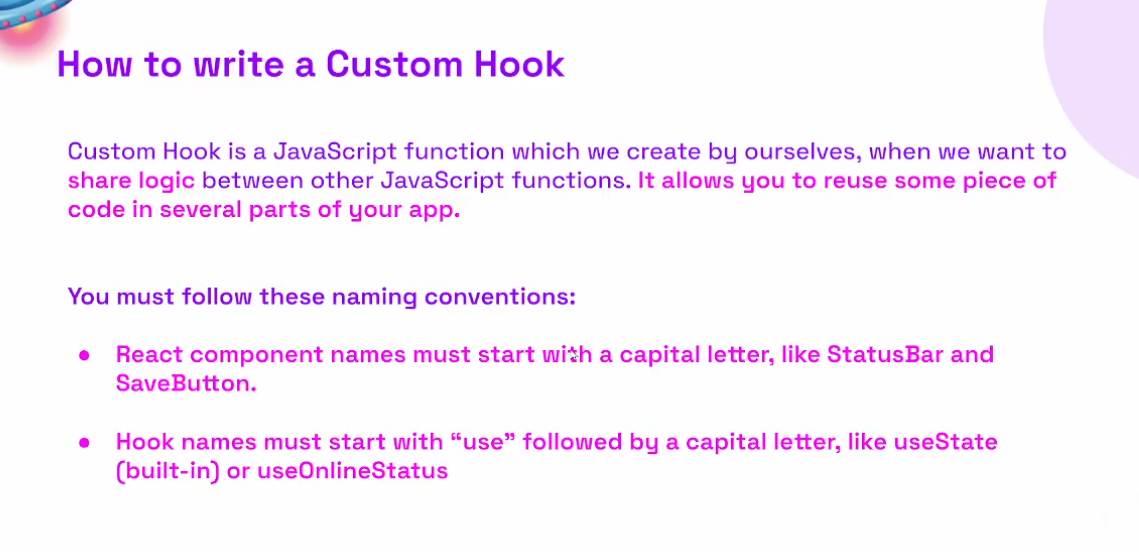 How to write a Custom Hook
Custom Hook is a JavaScript function which we create by ourselves, when we want to
share logic between other JavaScript functions. It allows you to reuse some piece of
code in several parts of your app.
You must follow these naming conventions:
● React component names must start with a capital letter, like StatusBar and
SaveButton.
● Hook names must start with “use” followed by a capital letter, like useState
(built-in) or useOnlineStatus